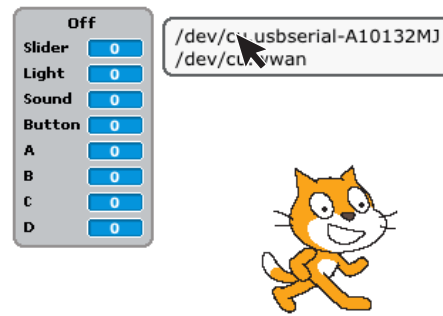 Off
Slider 0
Light 0
Sound 0
Button 0
A 0
B 0
C 0
D 0
/dev/cu.usbserial-A10132MJ
/dev/cu.wwan